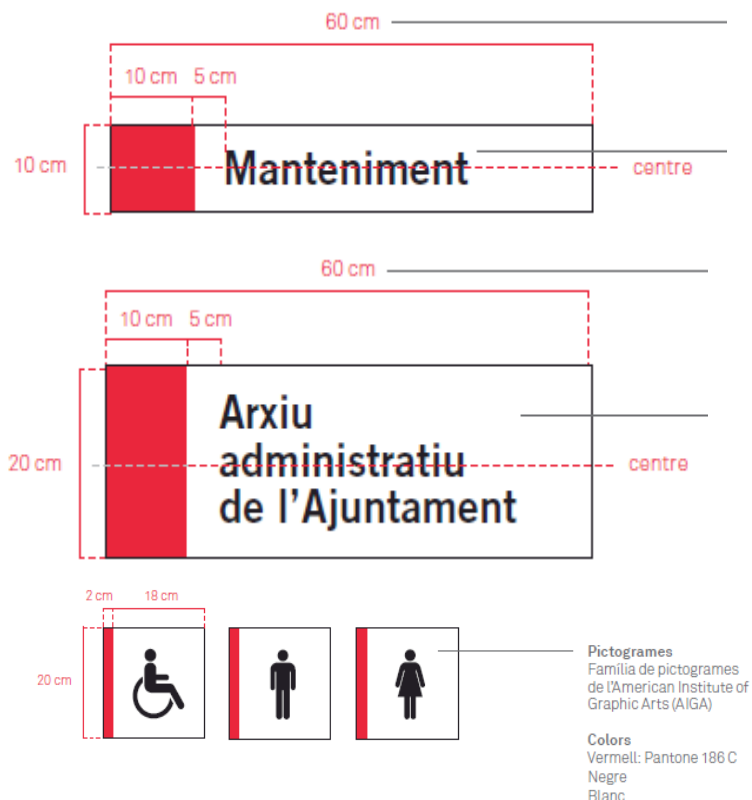 60 cm
10 cm 5 cm
10 cm
Manteniment
centre
60 cm
10 cm 5 cm
20 cm
Arxiu
administratiu
de l'Ajuntament
centre
2 cm 18 cm
20 cm
Pictogrames
Família de pictogrames
de l'American Institute of
Graphic Arts (AIGA)
Colors
Vermell: Pantone 186 C
Negre
Blanc